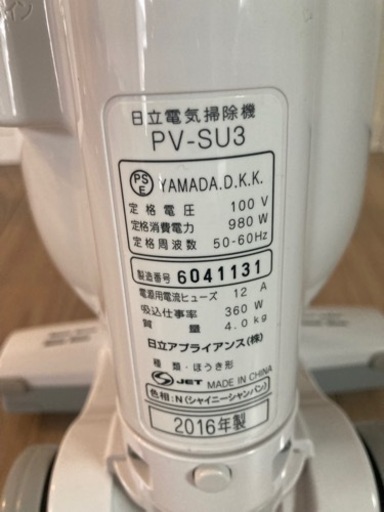 イン
日立電気掃除機
PV-SU3
PS E YAMADA.D.K.K.
定格電圧 100 V
定格消費電力 980 W
定格周波数 50-60Hz
製造番号 6041131
電源用電流ヒューズ 12 A
吸込仕事率 360 W
質量 4.0kg
日立アプライアンス(株)
種類・ほうき形
S JET MADE IN CHINA
色相:N(シャイニーシャンパン)
2016年製